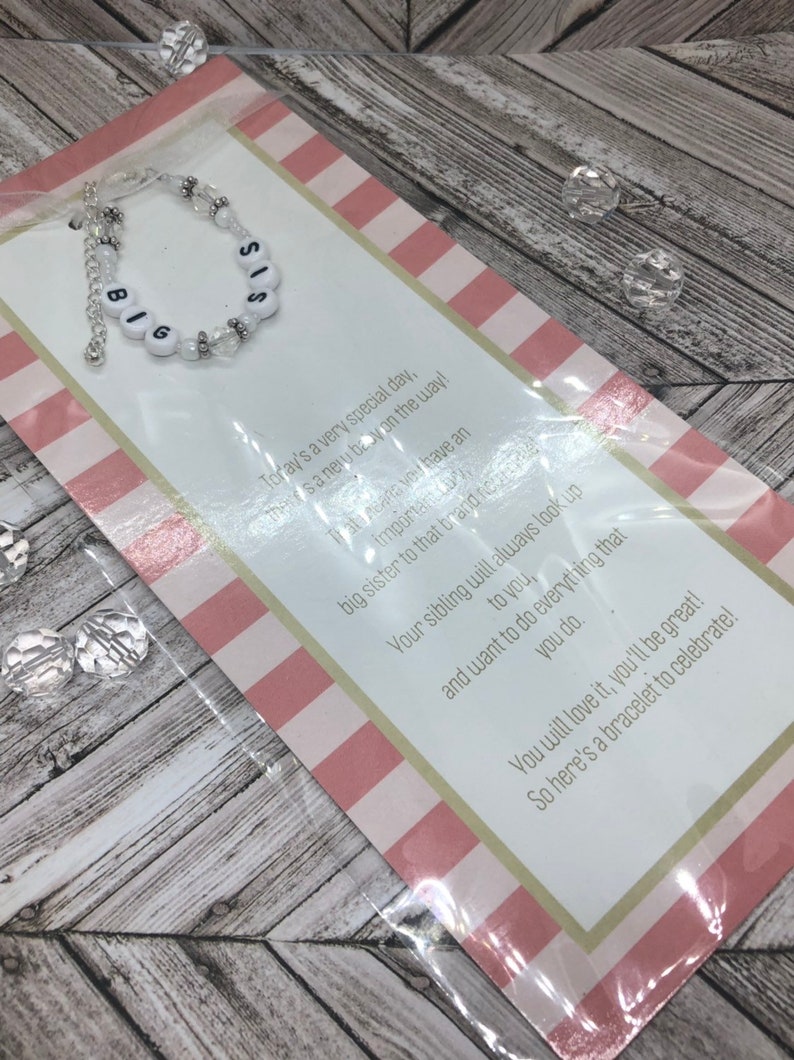 BIG SIS
Today's a very special day,
there's a new baby on the way!
That means you have an
Important duty,
big sister to that brand new
Your sibling will always look up
to you,
and want to do everything that
you do.
You will love it, you'll be great!
So here's a bracelet to celebrate!